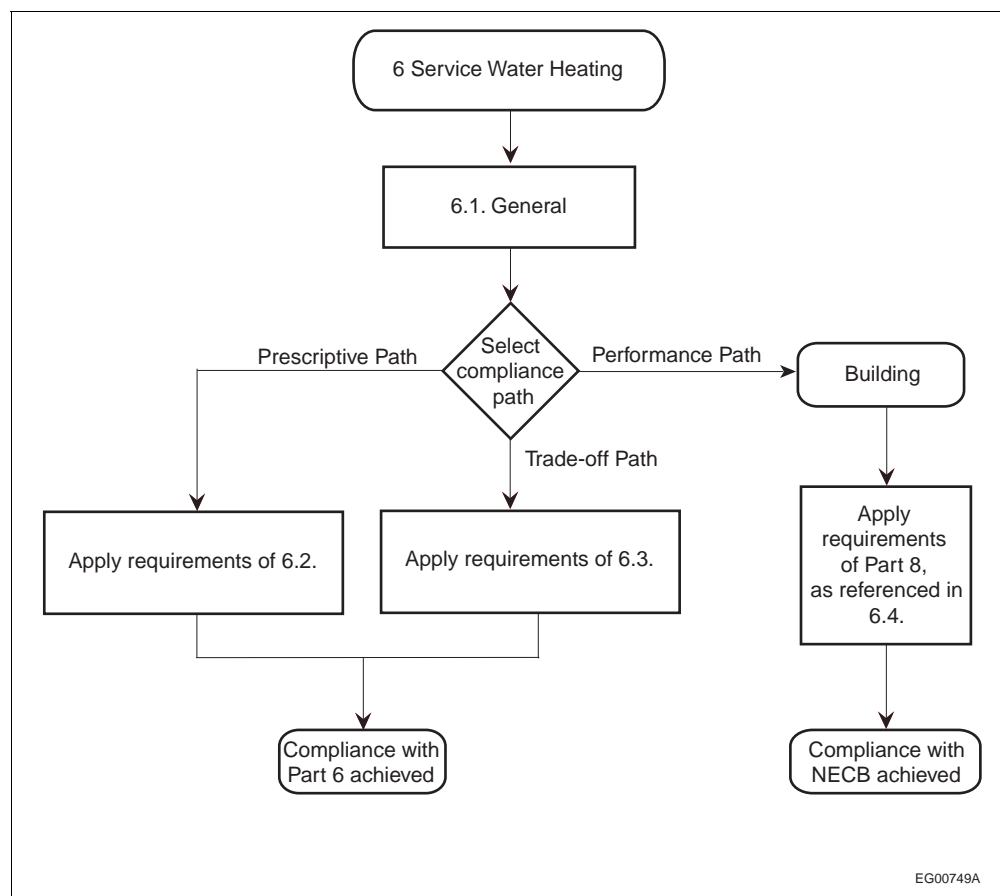 6 Service Water Heating
6.1. General
Select
compliance
path
Prescriptive Path
Performance Path
Trade-off Path
Building
Apply requirements of 6.2.
Apply requirements of 6.3.
Apply
requirements
of Part 8,
as referenced in
6.4.
Compliance with
Part 6 achieved
Compliance with
NECB achieved
EG00749A